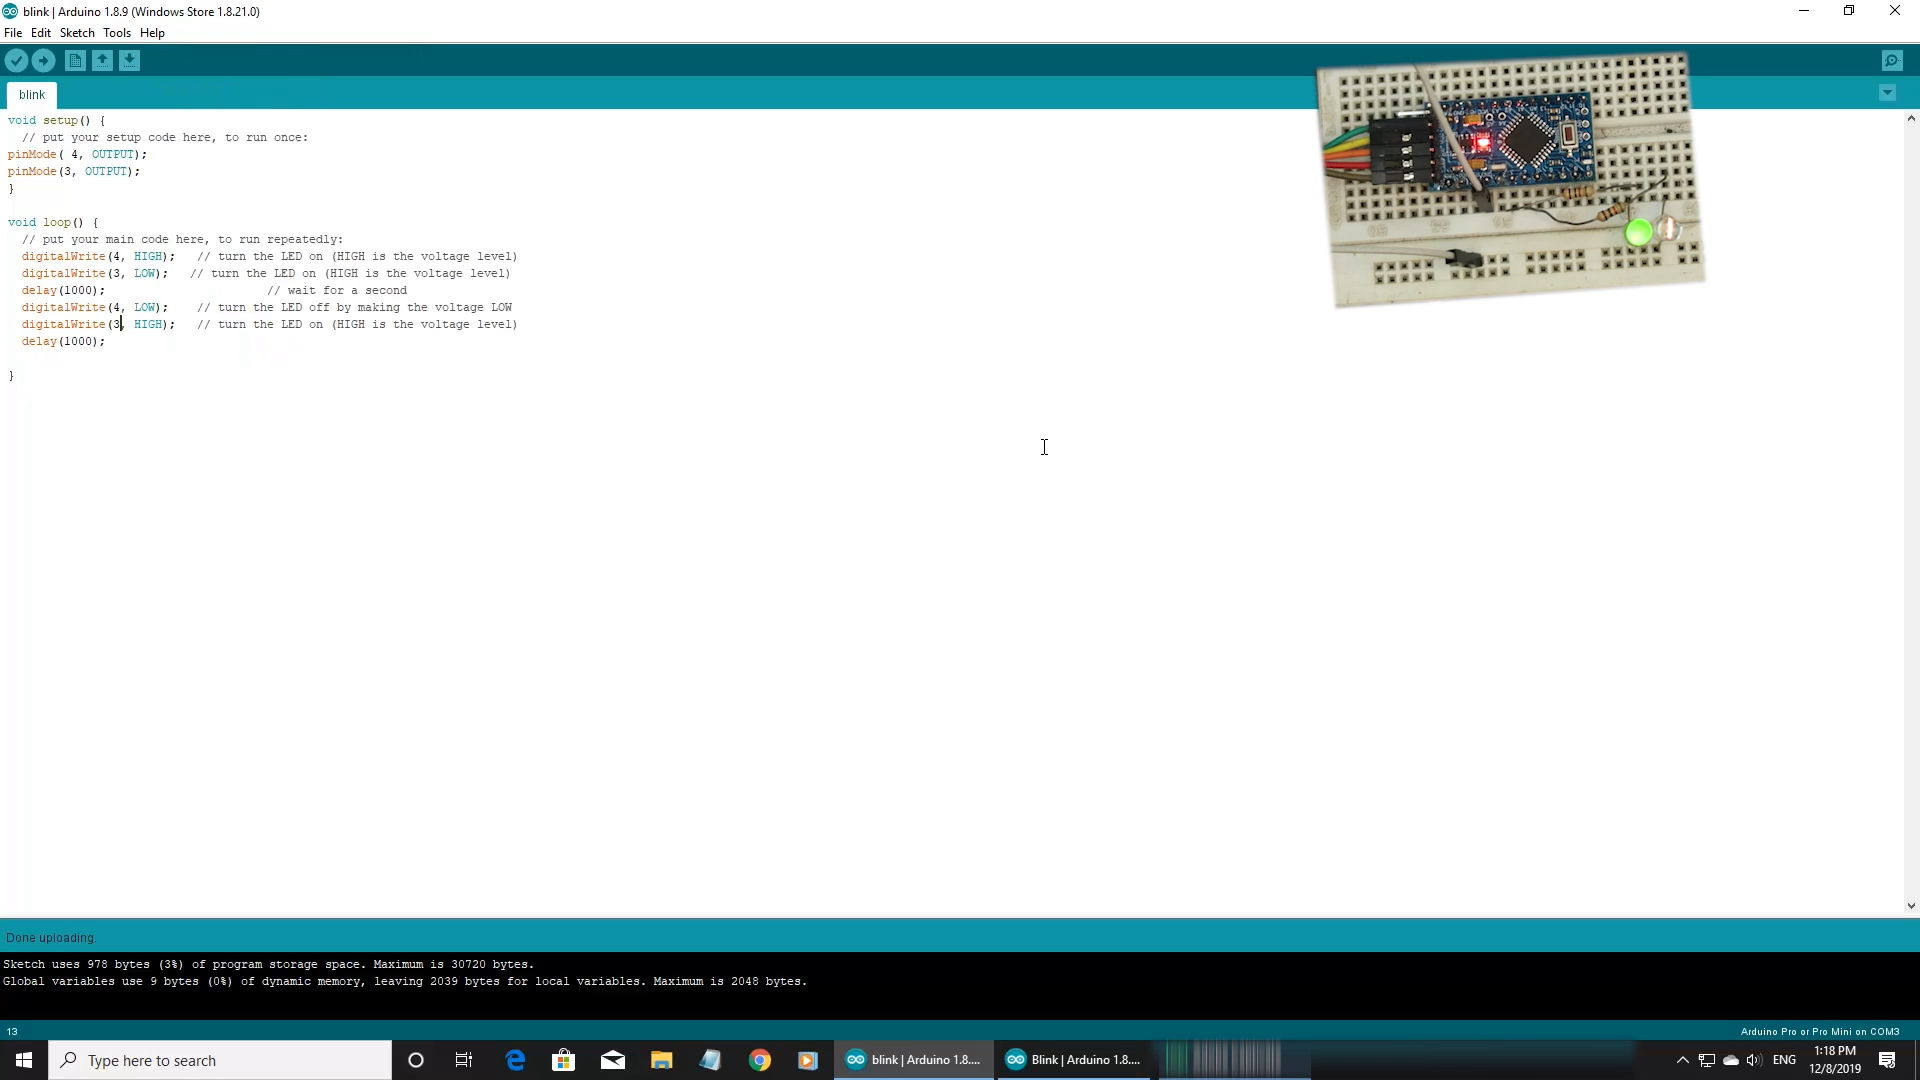 blink | Arduino 1.8.9 (Windows Store 1.8.21.0)
File Edit Sketch Tools Help
blink
void setup() {
// put your setup code here, to run once:
pinMode( 4, OUTPUT);
pinMode(3, OUTPUT);
}
void loop() {
// put your main code here, to run repeatedly:
digitalWrite(4, HIGH); // turn the LED on (HIGH is the voltage level)
digitalWrite(3, LOW); // turn the LED on (HIGH is the voltage level)
delay(1000); // wait for a second
digitalWrite(4, LOW); // turn the LED off by making the voltage LOW
digitalWrite(3, HIGH); // turn the LED on (HIGH is the voltage level)
delay(1000);
}
Done uploading.
Sketch uses 978 bytes (3%) of program storage space. Maximum is 30720 bytes.
Global variables use 9 bytes (0%) of dynamic memory, leaving 2039 bytes for local variables. Maximum is 2048 bytes.
13 Arduino Pro or Pro Mini on COM3
Type here to search blink | Arduino 1.8.... Blink | Arduino 1.8.... ENG 1:18 PM
12/8/2019